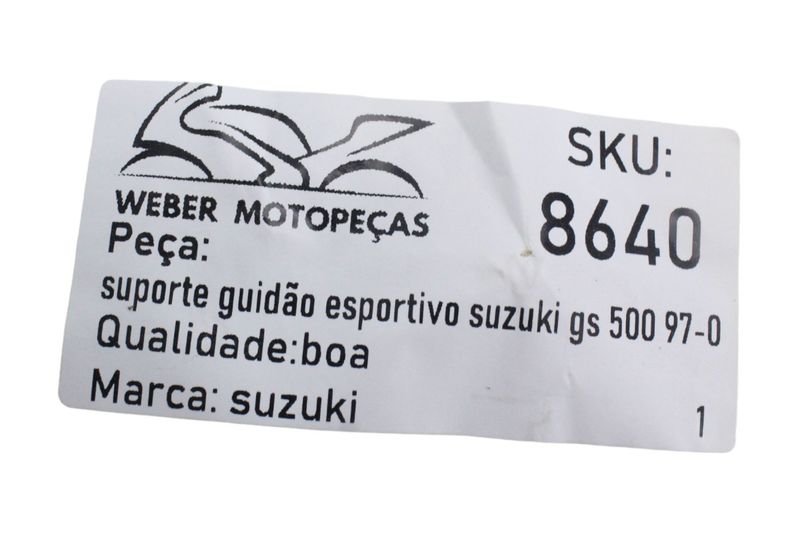 WEBER MOTOPEÇAS
SKU:
8640
Peça:
suporte guidão esportivo suzuki gs 500 97-0
Qualidade:boa
Marca: suzuki
1